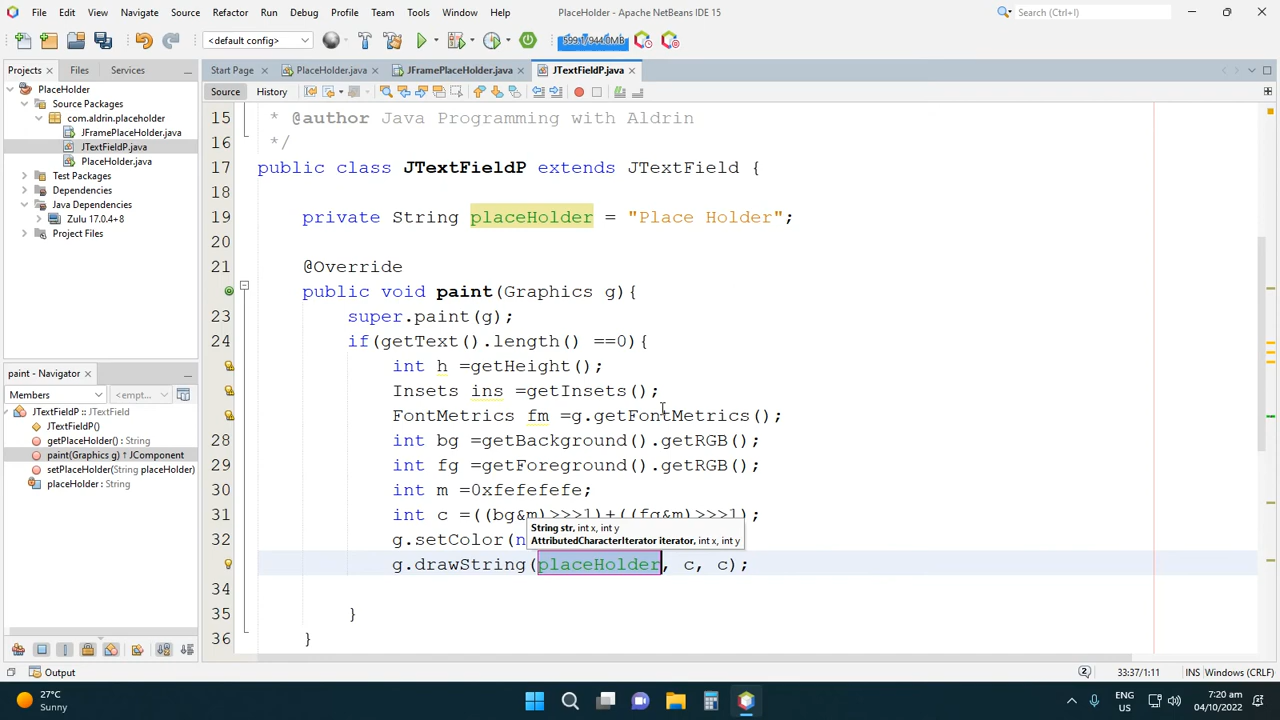 File Edit View Navigate Source Refactor Run Debug Profile Team Tools Window Help
PlaceHolder - Apache NetBeans IDE 15
Search (Ctrl+I)
<default config>
Projects Files Services
Start Page PlaceHolder.java JFramePlaceHolder.java JTextFieldP.java
PlaceHolder
Source Packages
com.aldrin.placeholder
JFramePlaceHolder.java
JTextFieldP.java
PlaceHolder.java
Test Packages
Dependencies
Java Dependencies
Zulu 17.0.4+8
Project Files
paint - Navigator
Members <empt...
JTextFieldP :: JTextField
JTextFieldP()
getPlaceHolder() : String
paint(Graphics g) ↑ JComponent
setPlaceHolder(String placeHolder)
placeHolder : String
Source History
15 * @author Java Programming with Aldrin
16 */
17 public class JTextFieldP extends JTextField {
18
19 private String placeHolder = "Place Holder";
20
21 @Override
public void paint(Graphics g){
23 super.paint(g);
24 if(getText().length() ==0){
int h =getHeight();
Insets ins =getInsets();
FontMetrics fm =g.getFontMetrics();
28 int bg =getBackground().getRGB();
29 int fg =getForeground().getRGB();
30 int m =0xfefefefe;
31 int c =((bg&m)>>>1)+((fg&m)>>>1);
String str, int x, int y
AttributedCharacterIterator iterator, int x, int y
32 g.setColor(n
g.drawString(placeHolder, c, c);
34
35 }
36 }
Output
33:37/1:11 INS Windows (CRLF)
27°C
Sunny
ENG
US
7:20 am
04/10/2022